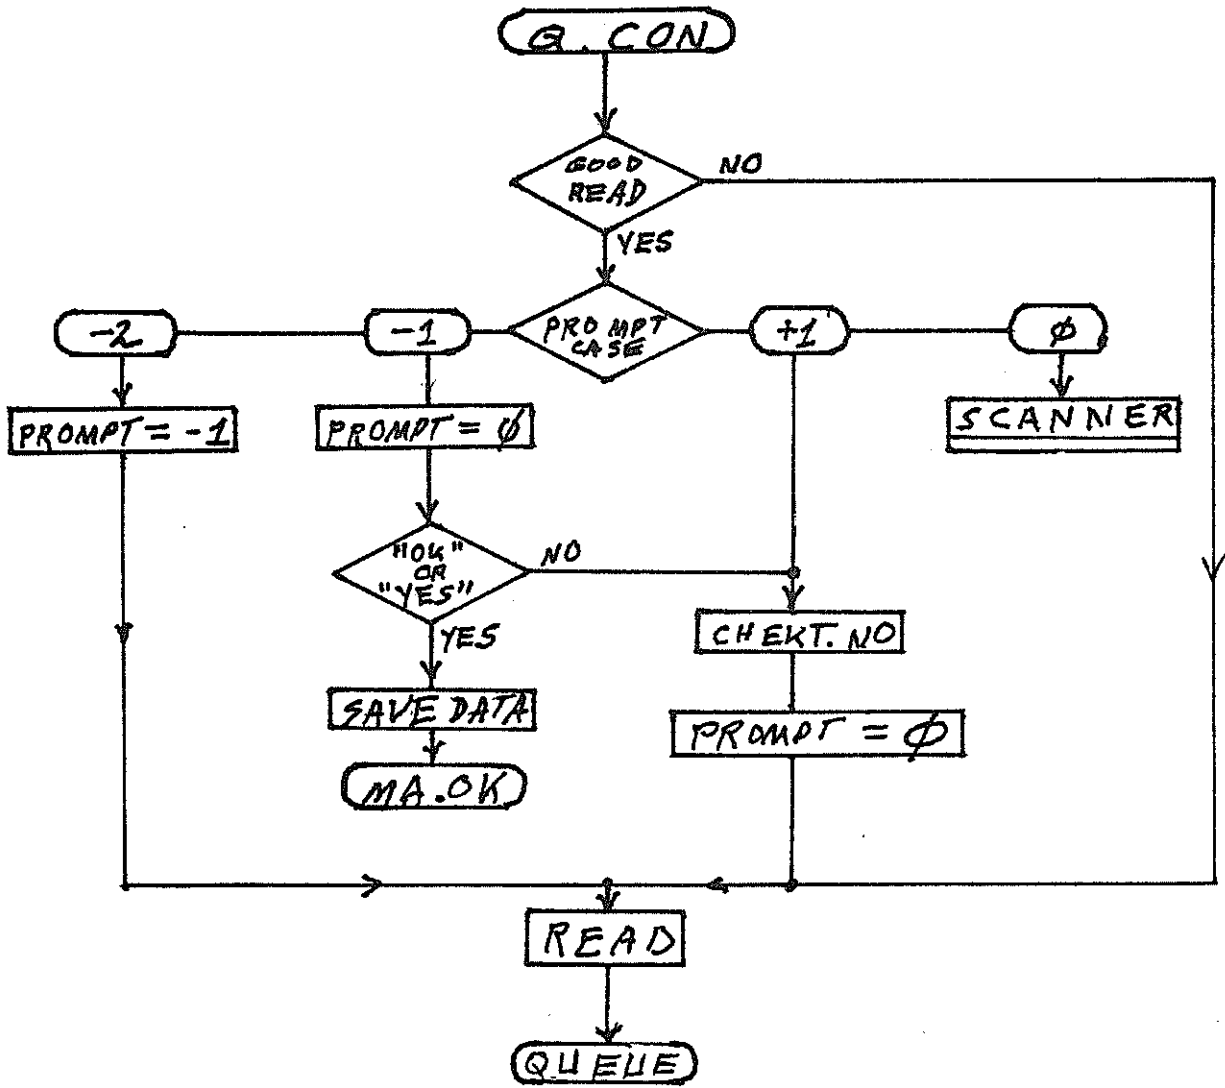 Q.CON
GOOD
READ
NO
YES
-2
-1
PROMPT
CASE
+1
φ
PROMPT = -1
PROMPT = φ
SCANNER
"OK"
OR
"YES"
NO
YES
CHEKT.NO
SAVE DATA
PROMPT = φ
MA.OK
READ
QUEUE